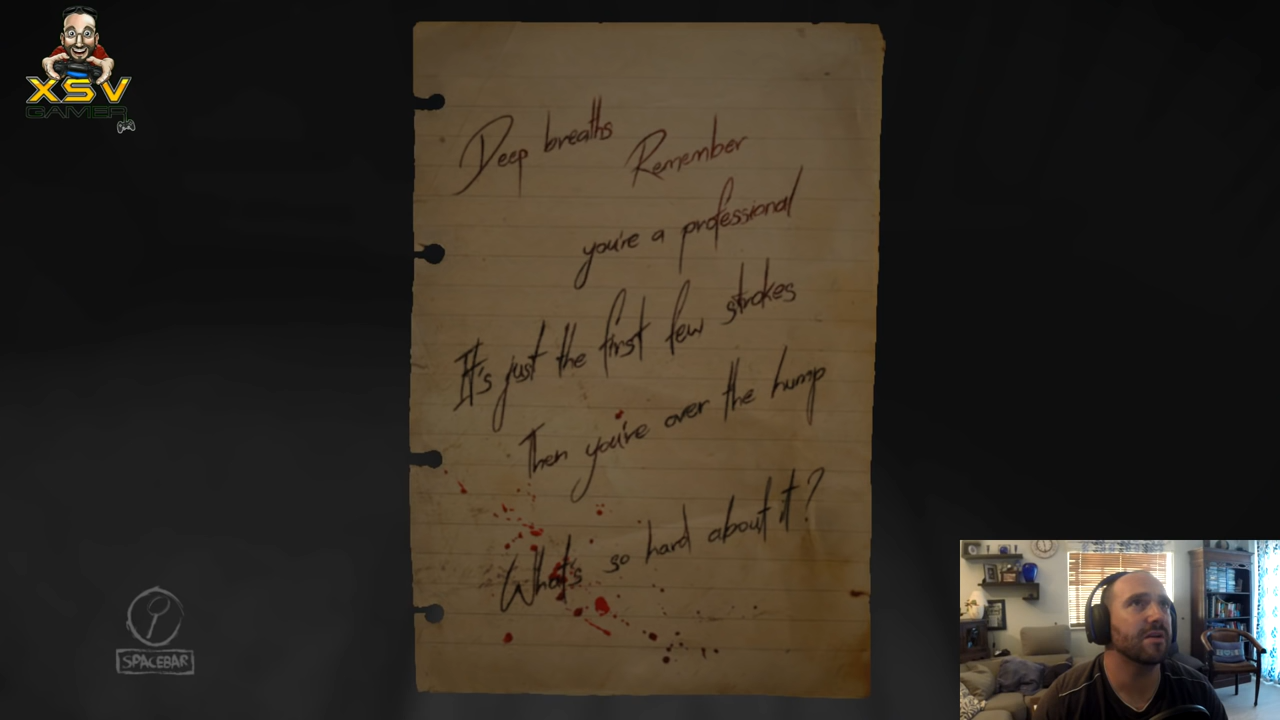 XSV
GAMER
Deep breaths
Remember
you're a professional
It's just the first few strokes
Then you're over the hump
What's so hard about it?
SPACEBAR